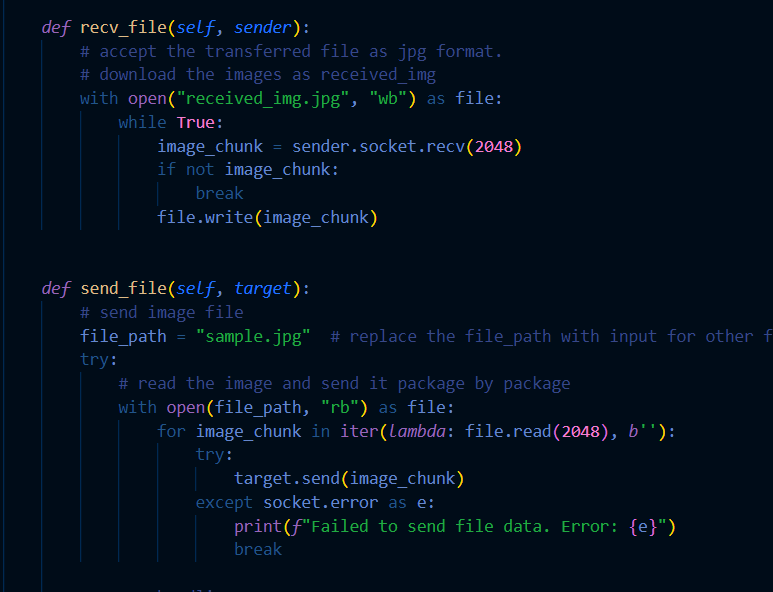 def recv_file(self, sender):
# accept the transferred file as jpg format.
# download the images as received_img
with open("received_img.jpg", "wb") as file:
while True:
image_chunk = sender.socket.recv(2048)
if not image_chunk:
break
file.write(image_chunk)
def send_file(self, target):
# send image file
file_path = "sample.jpg"  # replace the file_path with input for other f
try:
# read the image and send it package by package
with open(file_path, "rb") as file:
for image_chunk in iter(lambda: file.read(2048), b''):
try:
target.send(image_chunk)
except socket.error as e:
print(f"Failed to send file data. Error: {e}")
break